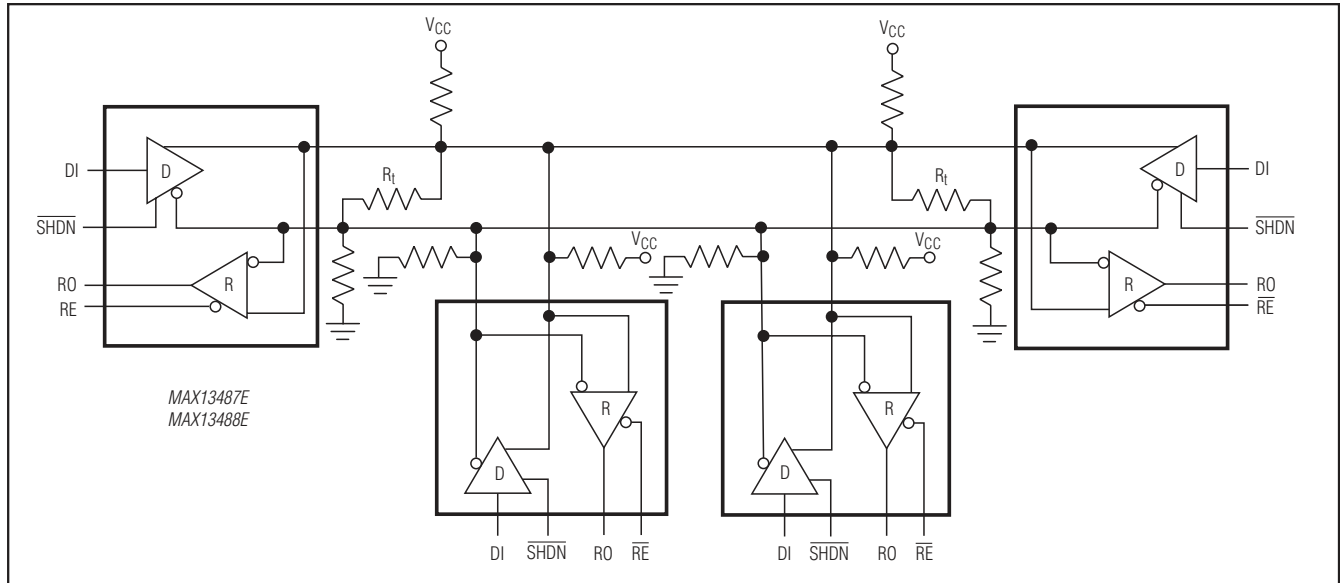 VCC
VCC
DI
D
Rt
Rt
D
DI
SHDN
SHDN
VCC
VCC
RO
R
R
RO
RE
RE
MAX13487E
MAX13488E
R
R
D
D
DI
SHDN
RO
RE
DI
SHDN
RO
RE